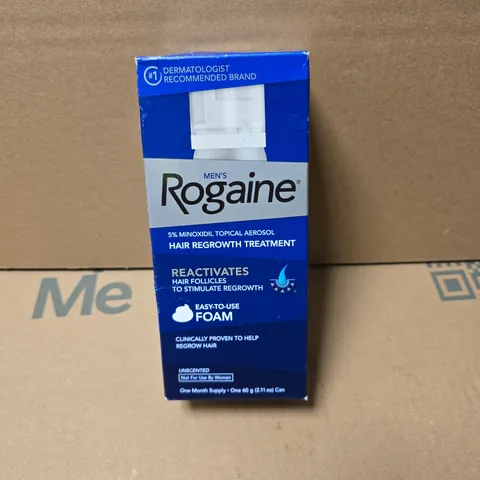 #1 DERMATOLOGIST
RECOMMENDED BRAND
MEN'S
Rogaine®
5% MINOXIDIL TOPICAL AEROSOL
HAIR REGROWTH TREATMENT
REACTIVATES
HAIR FOLLICLES
TO STIMULATE REGROWTH
EASY-TO-USE
FOAM
CLINICALLY PROVEN TO HELP
REGROW HAIR
UNSCENTED
Not For Use By Women
One Month Supply • One 60 g (2.11 oz) Can
Me